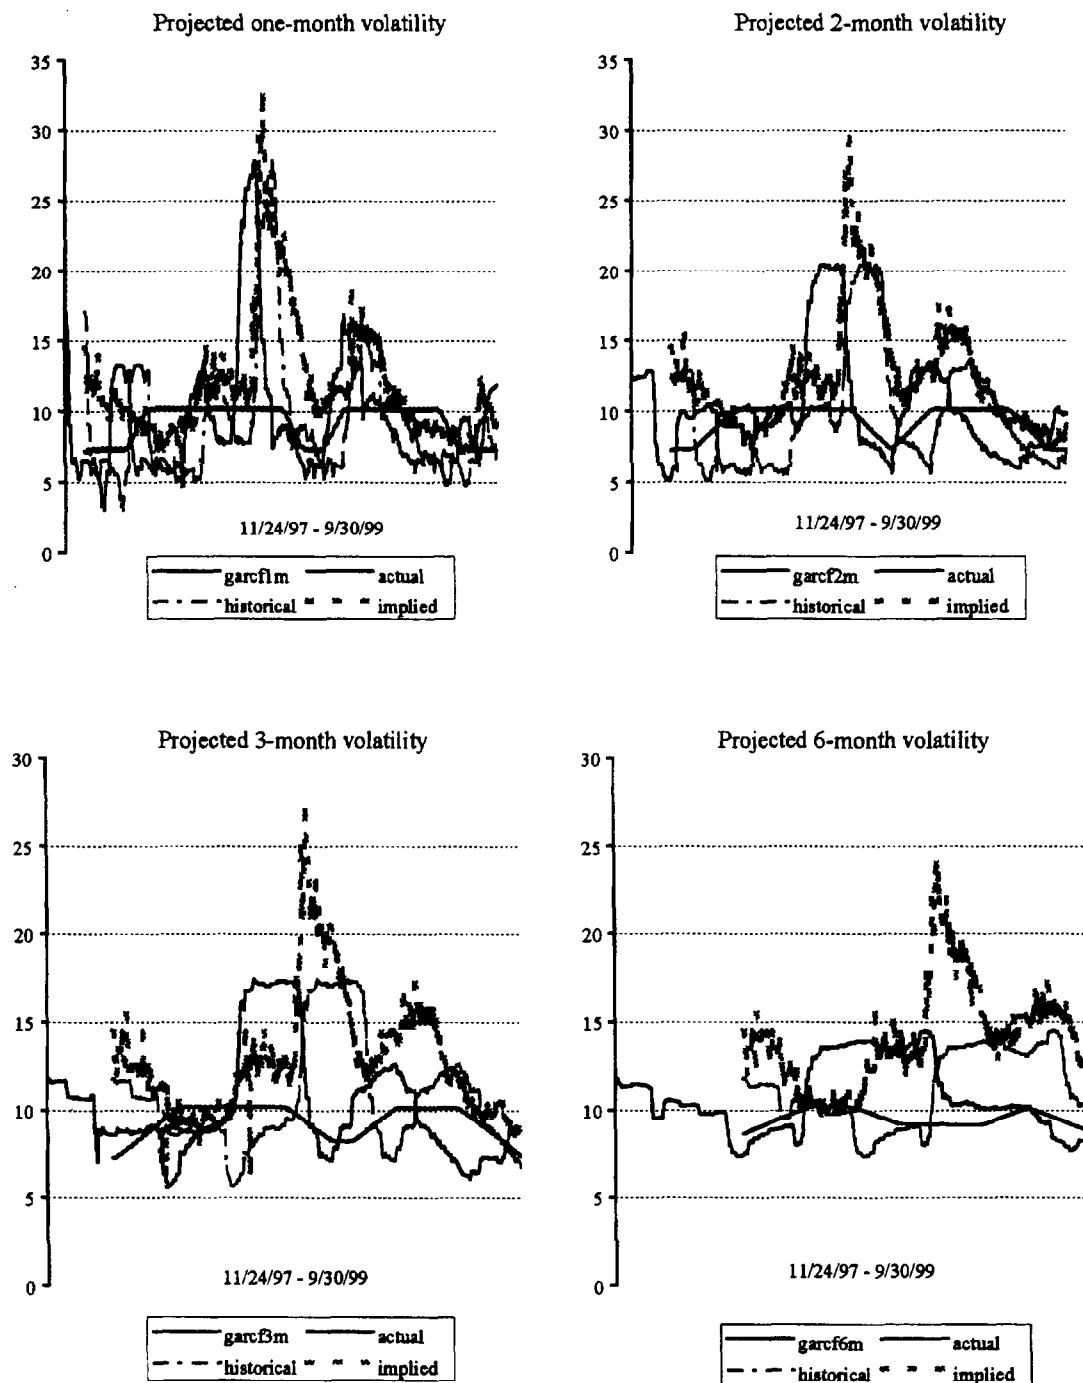 Projected one-month volatility
35
30
25
20
15
10
5
0
11/24/97 - 9/30/99
garcf1m
actual
historical
implied
Projected 2-month volatility
35
30
25
20
15
10
5
0
11/24/97 - 9/30/99
garcf2m
actual
historical
implied
Projected 3-month volatility
30
25
20
15
10
5
0
11/24/97 - 9/30/99
garcf3m
actual
historical
implied
Projected 6-month volatility
30
25
20
15
10
5
0
11/24/97 - 9/30/99
garcf6m
actual
historical
implied